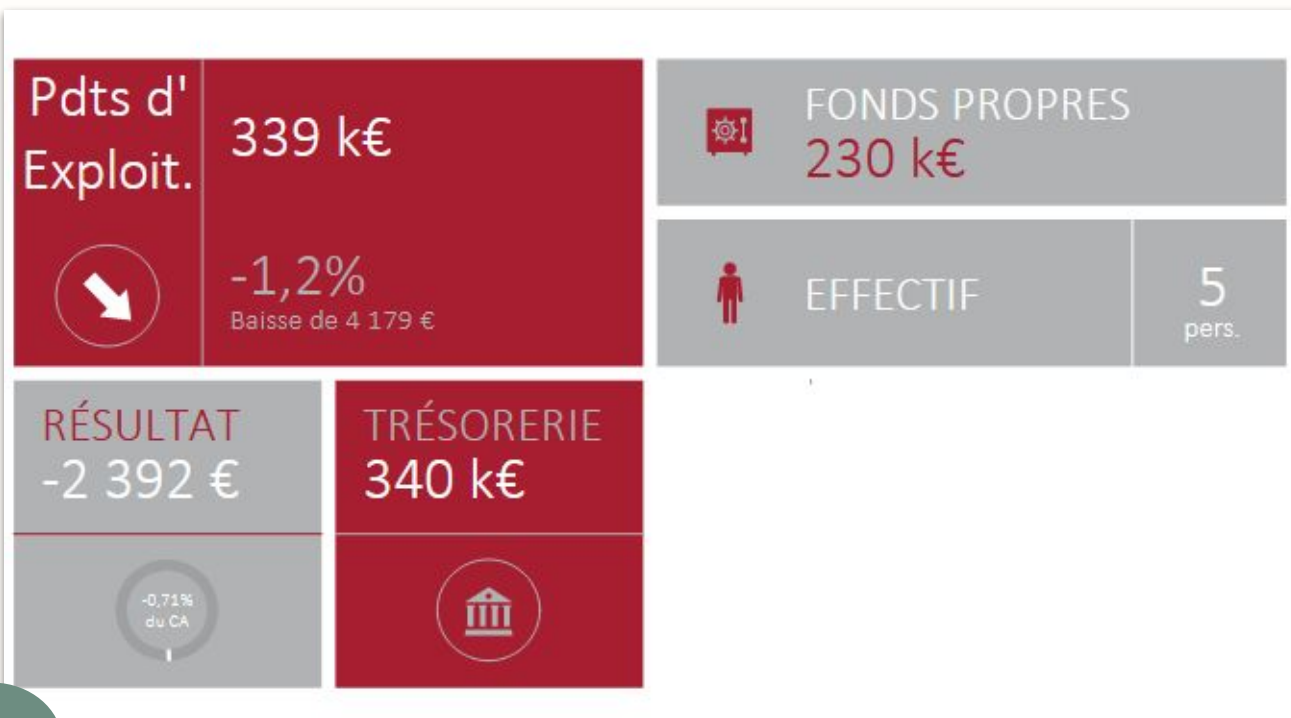 Pdts d'
Exploit.
339 k€
-1,2%
Baisse de 4 179 €
FONDS PROPRES
230 k€
EFFECTIF
5
pers.
RÉSULTAT
-2 392 €
-0,71%
du CA
TRÉSORERIE
340 k€